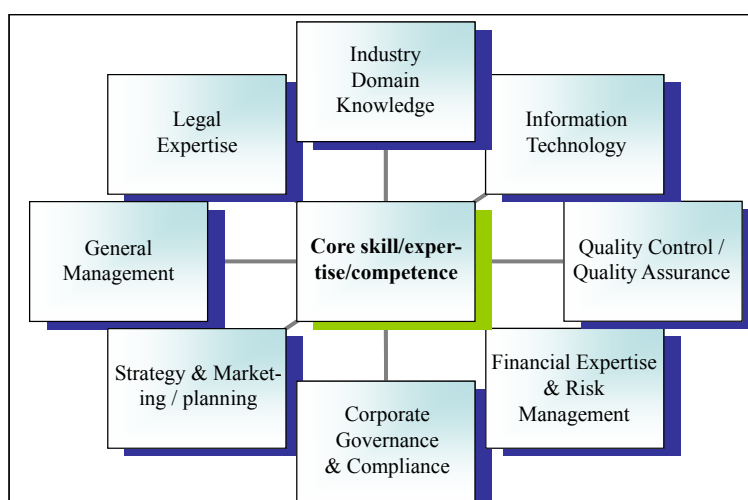 Industry
Domain
Knowledge
Legal
Expertise
Information
Technology
General
Management
Core skill/exper-
tise/competence
Quality Control /
Quality Assurance
Strategy & Market-
ing / planning
Financial Expertise
& Risk
Management
Corporate
Governance
& Compliance